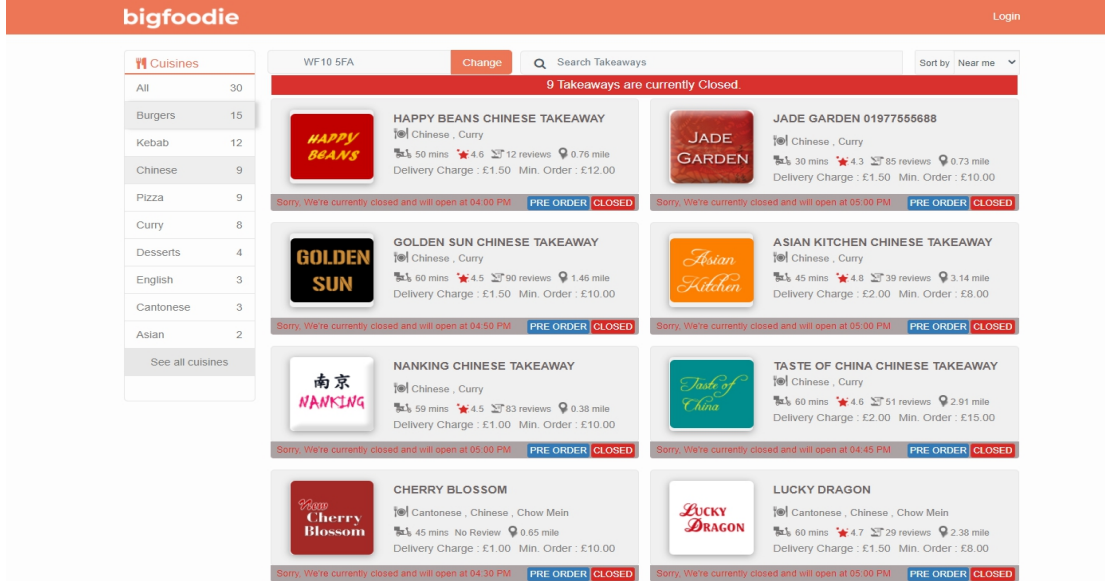 bigfoodie
Login
Cuisines
All 30
Burgers 15
Kebab 12
Chinese 9
Pizza 9
Curry 8
Desserts 4
English 3
Cantonese 3
Asian 2
See all cuisines
WF10 5FA
Change
Search Takeaways
Sort by Near me
9 Takeaways are currently Closed.
HAPPY
BEANS
HAPPY BEANS CHINESE TAKEAWAY
Chinese , Curry
50 mins 4.6 12 reviews 0.76 mile
Delivery Charge : £1.50 Min. Order : £12.00
Sorry, We're currently closed and will open at 04:00 PM PRE ORDER CLOSED
JADE
GARDEN
JADE GARDEN 01977555688
Chinese , Curry
30 mins 4.3 85 reviews 0.73 mile
Delivery Charge : £1.50 Min. Order : £10.00
Sorry, We're currently closed and will open at 05:00 PM PRE ORDER CLOSED
GOLDEN
SUN
GOLDEN SUN CHINESE TAKEAWAY
Chinese , Curry
60 mins 4.5 90 reviews 1.46 mile
Delivery Charge : £1.50 Min. Order : £10.00
Sorry, We're currently closed and will open at 04:50 PM PRE ORDER CLOSED
Asian
Kitchen
ASIAN KITCHEN CHINESE TAKEAWAY
Chinese , Curry
45 mins 4.8 39 reviews 3.14 mile
Delivery Charge : £2.00 Min. Order : £8.00
Sorry, We're currently closed and will open at 05:00 PM PRE ORDER CLOSED
南京
NANKING
NANKING CHINESE TAKEAWAY
Chinese , Curry
59 mins 4.5 83 reviews 0.38 mile
Delivery Charge : £1.00 Min. Order : £10.00
Sorry, We're currently closed and will open at 05:00 PM PRE ORDER CLOSED
Taste of
China
TASTE OF CHINA CHINESE TAKEAWAY
Chinese , Curry
60 mins 4.6 51 reviews 2.91 mile
Delivery Charge : £2.00 Min. Order : £15.00
Sorry, We're currently closed and will open at 04:45 PM PRE ORDER CLOSED
New
Cherry
Blossom
CHERRY BLOSSOM
Cantonese , Chinese , Chow Mein
45 mins No Review 0.65 mile
Delivery Charge : £1.00 Min. Order : £10.00
Sorry, We're currently closed and will open at 04:30 PM PRE ORDER CLOSED
LUCKY
DRAGON
LUCKY DRAGON
Cantonese , Chinese , Chow Mein
60 mins 4.7 29 reviews 2.38 mile
Delivery Charge : £1.50 Min. Order : £8.00
Sorry, We're currently closed and will open at 05:00 PM PRE ORDER CLOSED